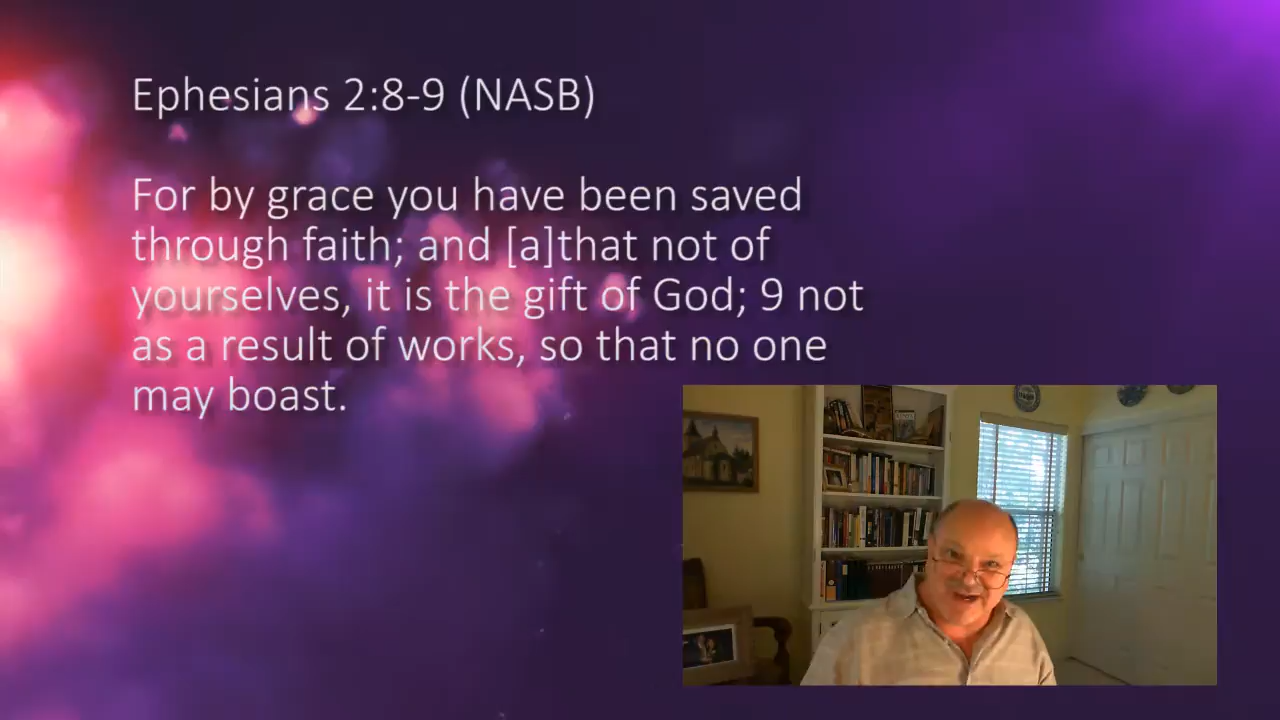 Ephesians 2:8-9 (NASB)
For by grace you have been saved
through faith; and [a]that not of
yourselves, it is the gift of God; 9 not
as a result of works, so that no one
may boast.